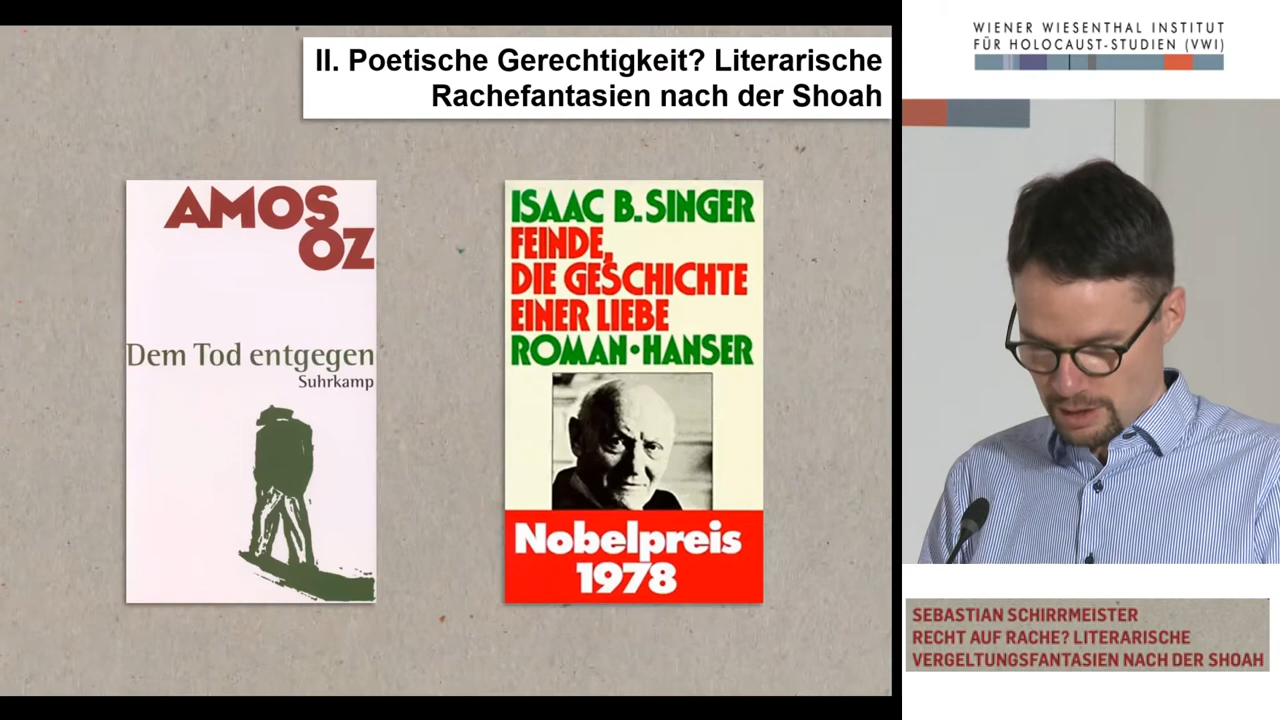 II. Poetische Gerechtigkeit? Literarische
Rachefantasien nach der Shoah
AMOS
OZ
Dem Tod entgegen
Suhrkamp
ISAAC B. SINGER
FEINDE,
DIE GESCHICHTE
EINER LIEBE
ROMAN·HANSER
Nobelpreis
1978
WIENER WIESENTHAL INSTITUT
FÜR HOLOCAUST-STUDIEN (VWI)
SEBASTIAN SCHIRRMEISTER
RECHT AUF RACHE? LITERARISCHE
VERGELTUNGSFANTASIEN NACH DER SHOAH